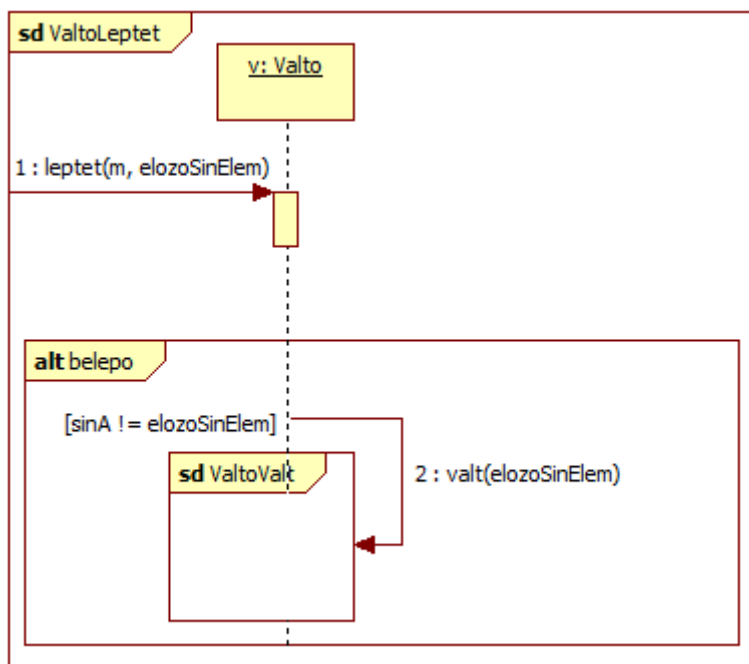 sd ValtoLeptet
v: Valto
1 : leptet(m, elozoSinElem)
alt belepo
[sinA != elozoSinElem]
sd ValtoValt
2 : valt(elozoSinElem)